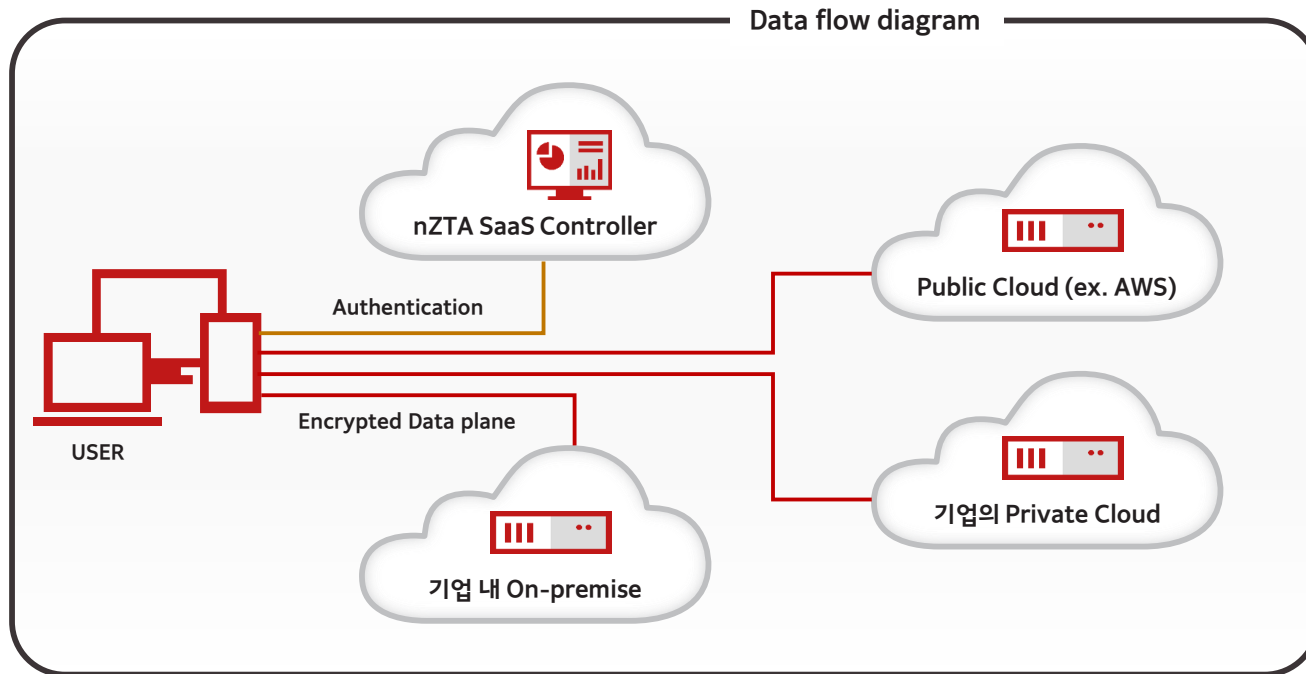 Data flow diagram
nZTA SaaS Controller
Public Cloud (ex. AWS)
Authentication
Encrypted Data plane
USER
기업의 Private Cloud
기업 내 On-premise